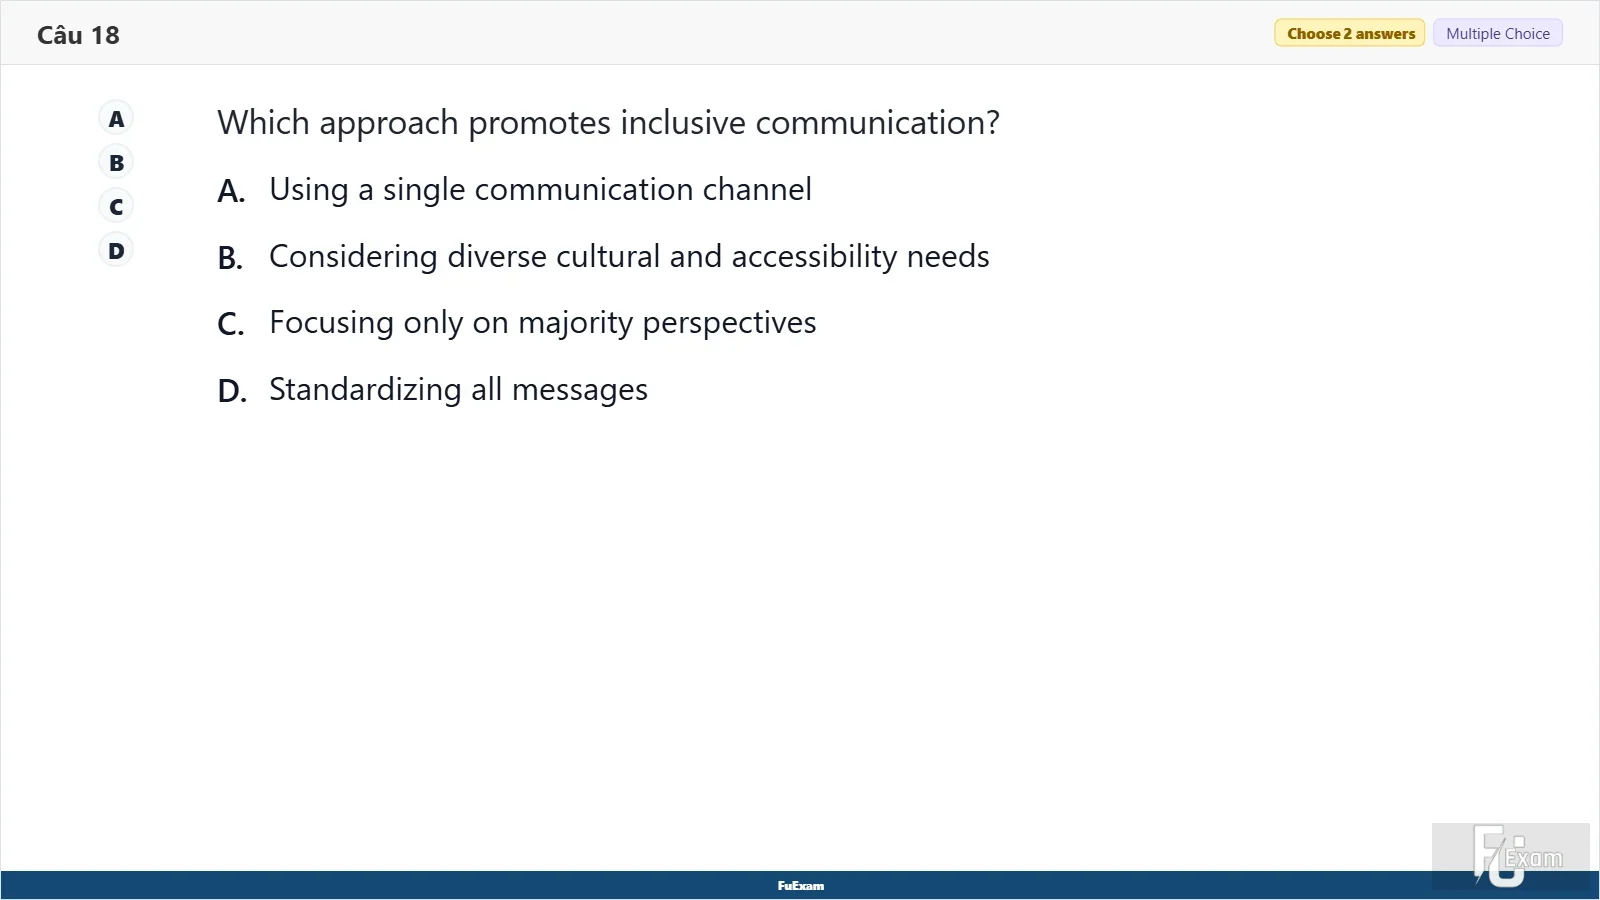 Câu 18
Choose 2 answers
Multiple Choice
A
B
C
D
Which approach promotes inclusive communication?
A. Using a single communication channel
B. Considering diverse cultural and accessibility needs
C. Focusing only on majority perspectives
D. Standardizing all messages
FU Exam
FuExam